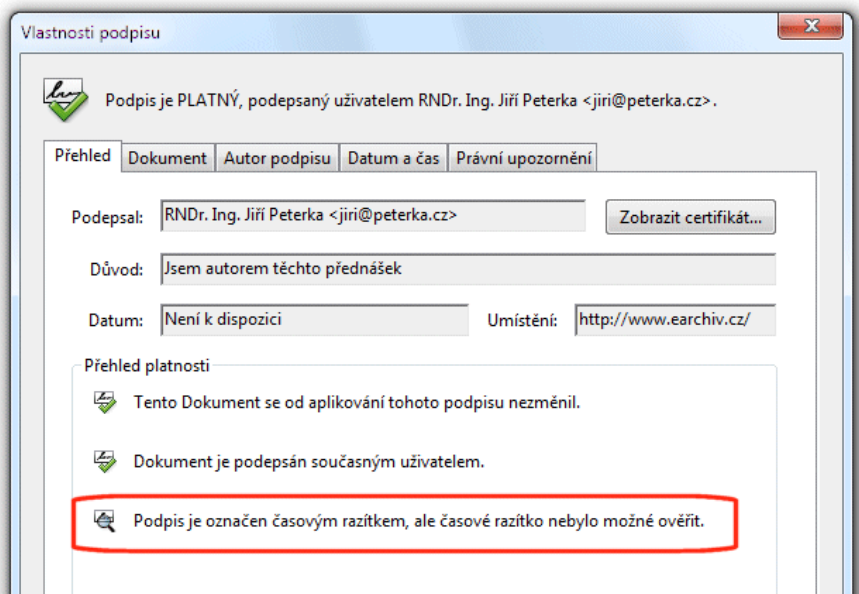 Vlastnosti podpisu
Podpis je PLATNÝ, podepsaný uživatelem RNDr. Ing. Jiří Peterka <jiri@peterka.cz>.
Přehled Dokument Autor podpisu Datum a čas Právní upozornění
Podepsal: RNDr. Ing. Jiří Peterka <jiri@peterka.cz> Zobrazit certifikát...
Důvod: Jsem autorem těchto přednášek
Datum: Není k dispozici Umístění: http://www.earchiv.cz/
Přehled platnosti
Tento Dokument se od aplikování tohoto podpisu nezměnil.
Dokument je podepsán současným uživatelem.
Podpis je označen časovým razítkem, ale časové razítko nebylo možné ověřit.